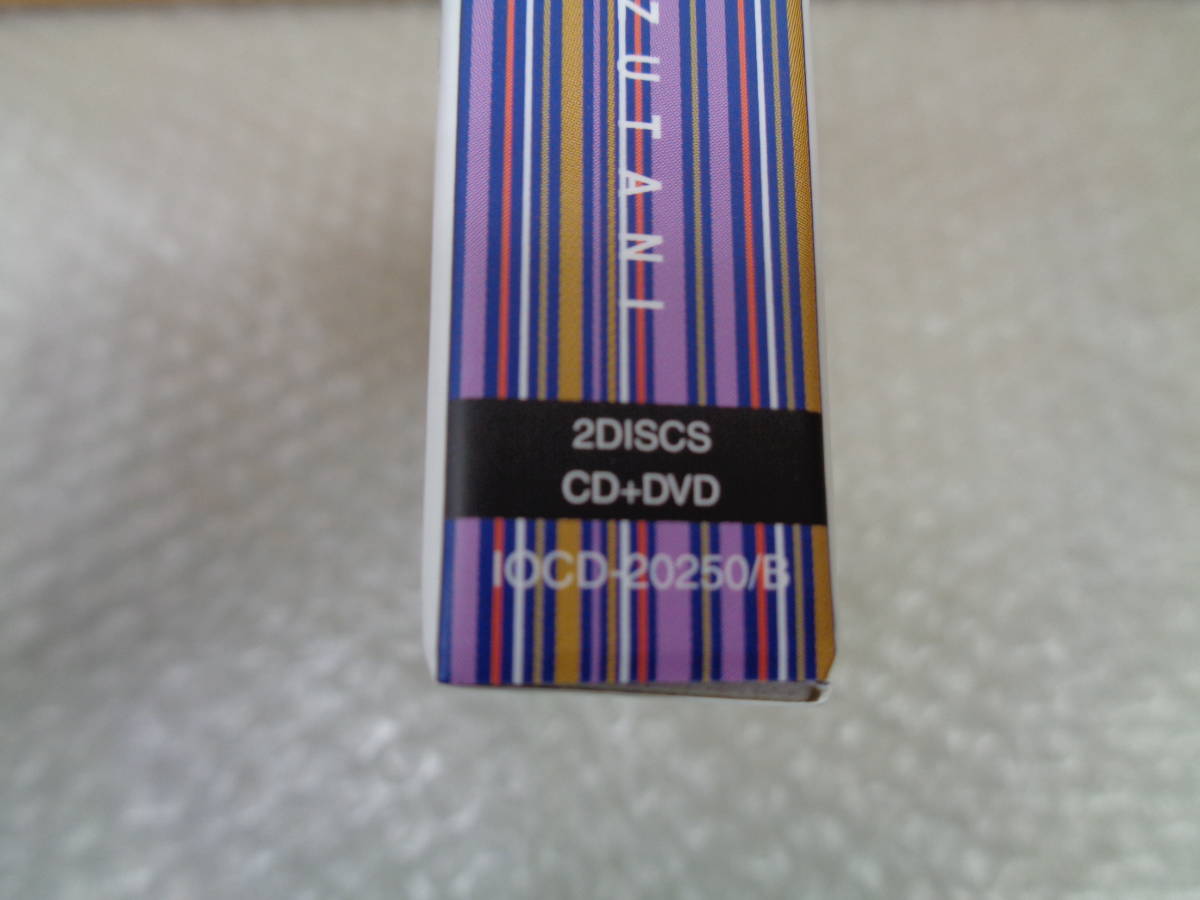 ZUTANI
2DISCS
CD+DVD
IOCD-20250/B